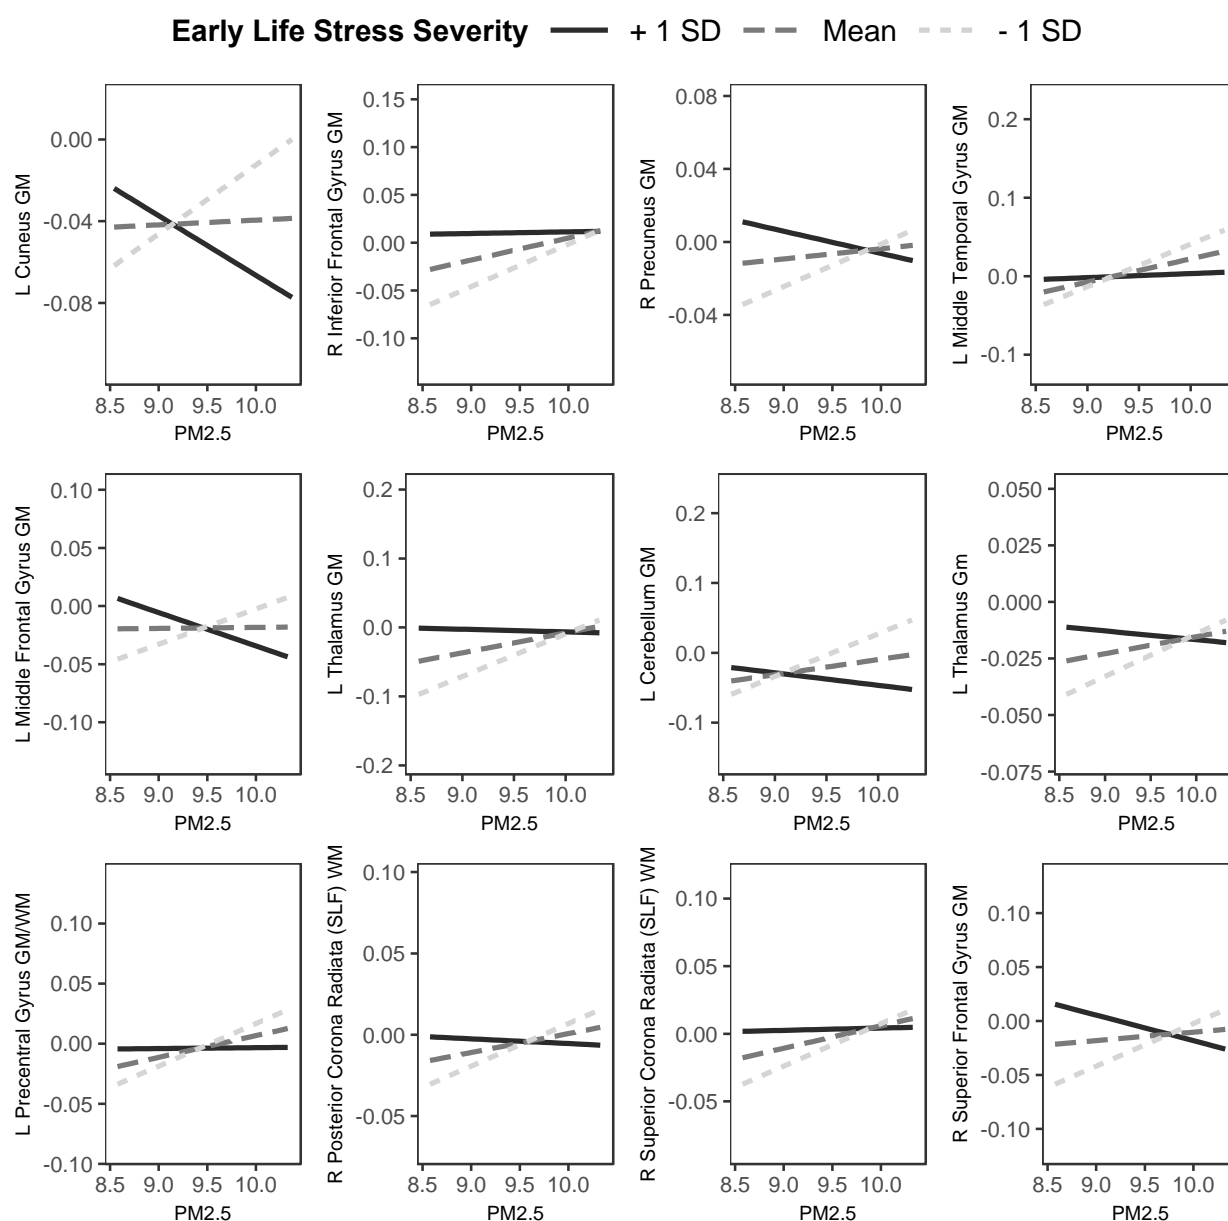 Early Life Stress Severity + 1 SD Mean - 1 SD
L Cuneus GM
0.00
-0.04
-0.08
8.5 9.0 9.5 10.0
PM2.5
R Inferior Frontal Gyrus GM
0.15
0.10
0.05
0.00
-0.05
-0.10
8.5 9.0 9.5 10.0
PM2.5
R Precuneus GM
0.08
0.04
0.00
-0.04
8.5 9.0 9.5 10.0
PM2.5
L Middle Temporal Gyrus GM
0.2
0.1
0.0
-0.1
8.5 9.0 9.5 10.0
PM2.5
L Middle Frontal Gyrus GM
0.10
0.05
0.00
-0.05
-0.10
8.5 9.0 9.5 10.0
PM2.5
L Thalamus GM
0.2
0.1
0.0
-0.1
-0.2
8.5 9.0 9.5 10.0
PM2.5
L Cerebellum GM
0.2
0.1
0.0
-0.1
8.5 9.0 9.5 10.0
PM2.5
L Thalamus Gm
0.050
0.025
0.000
-0.025
-0.050
-0.075
8.5 9.0 9.5 10.0
PM2.5
L Precentral Gyrus GM/WM
0.10
0.05
0.00
-0.05
-0.10
8.5 9.0 9.5 10.0
PM2.5
R Posterior Corona Radiata (SLF) WM
0.10
0.05
0.00
-0.05
8.5 9.0 9.5 10.0
PM2.5
R Superior Corona Radiata (SLF) WM
0.10
0.05
0.00
-0.05
8.5 9.0 9.5 10.0
PM2.5
R Superior Frontal Gyrus GM
0.10
0.05
0.00
-0.05
-0.10
8.5 9.0 9.5 10.0
PM2.5